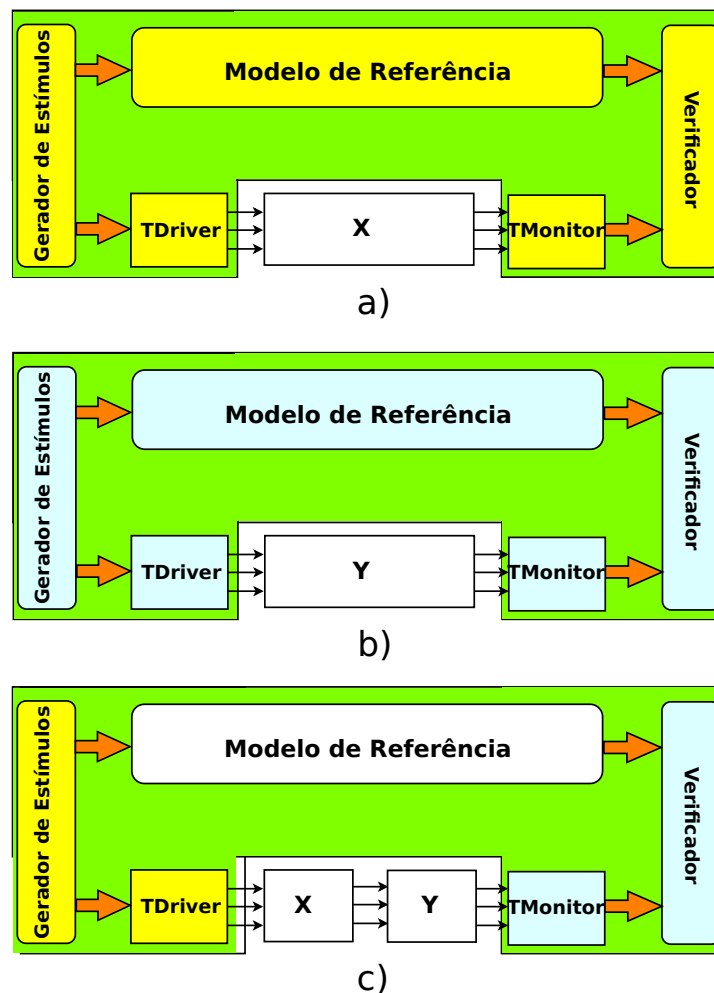 Gerador de Estímulos
Modelo de Referência
Verificador
TDriver
X
TMonitor
a)
Gerador de Estímulos
Modelo de Referência
Verificador
TDriver
Y
TMonitor
b)
Gerador de Estímulos
Modelo de Referência
Verificador
TDriver
X
Y
TMonitor
c)